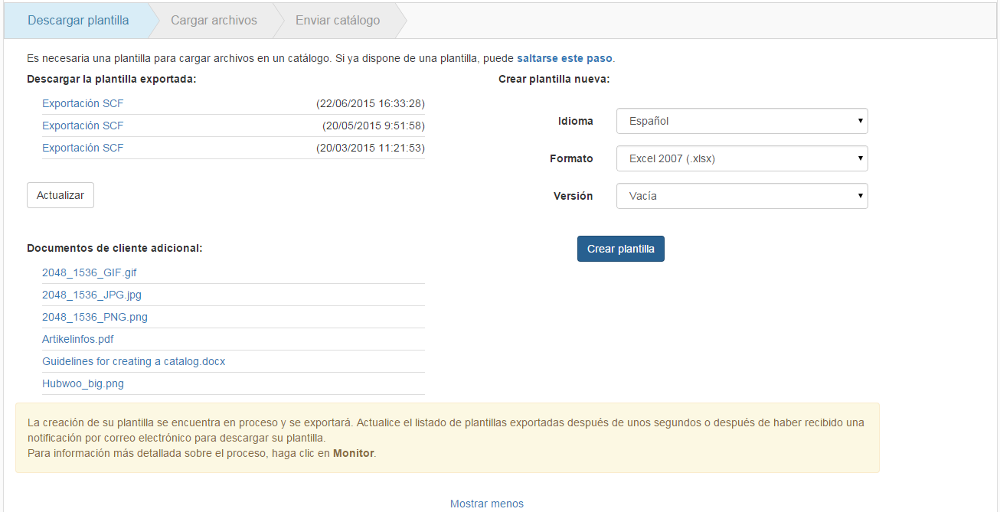 Descargar plantilla Cargar archivos Enviar catálogo
Es necesaria una plantilla para cargar archivos en un catálogo. Si ya dispone de una plantilla, puede saltarse este paso.
Descargar la plantilla exportada:
Exportación SCF (22/06/2015 16:33:28)
Exportación SCF (20/05/2015 9:51:58)
Exportación SCF (20/03/2015 11:21:53)
Actualizar
Crear plantilla nueva:
Idioma Español
Formato Excel 2007 (.xlsx)
Versión Vacía
Crear plantilla
Documentos de cliente adicional:
2048_1536_GIF.gif
2048_1536_JPG.jpg
2048_1536_PNG.png
Artikelinfos.pdf
Guidelines for creating a catalog.docx
Hubwoo_big.png
La creación de su plantilla se encuentra en proceso y se exportará. Actualice el listado de plantillas exportadas después de unos segundos o después de haber recibido una
notificación por correo electrónico para descargar su plantilla.
Para información más detallada sobre el proceso, haga clic en Monitor.
Mostrar menos